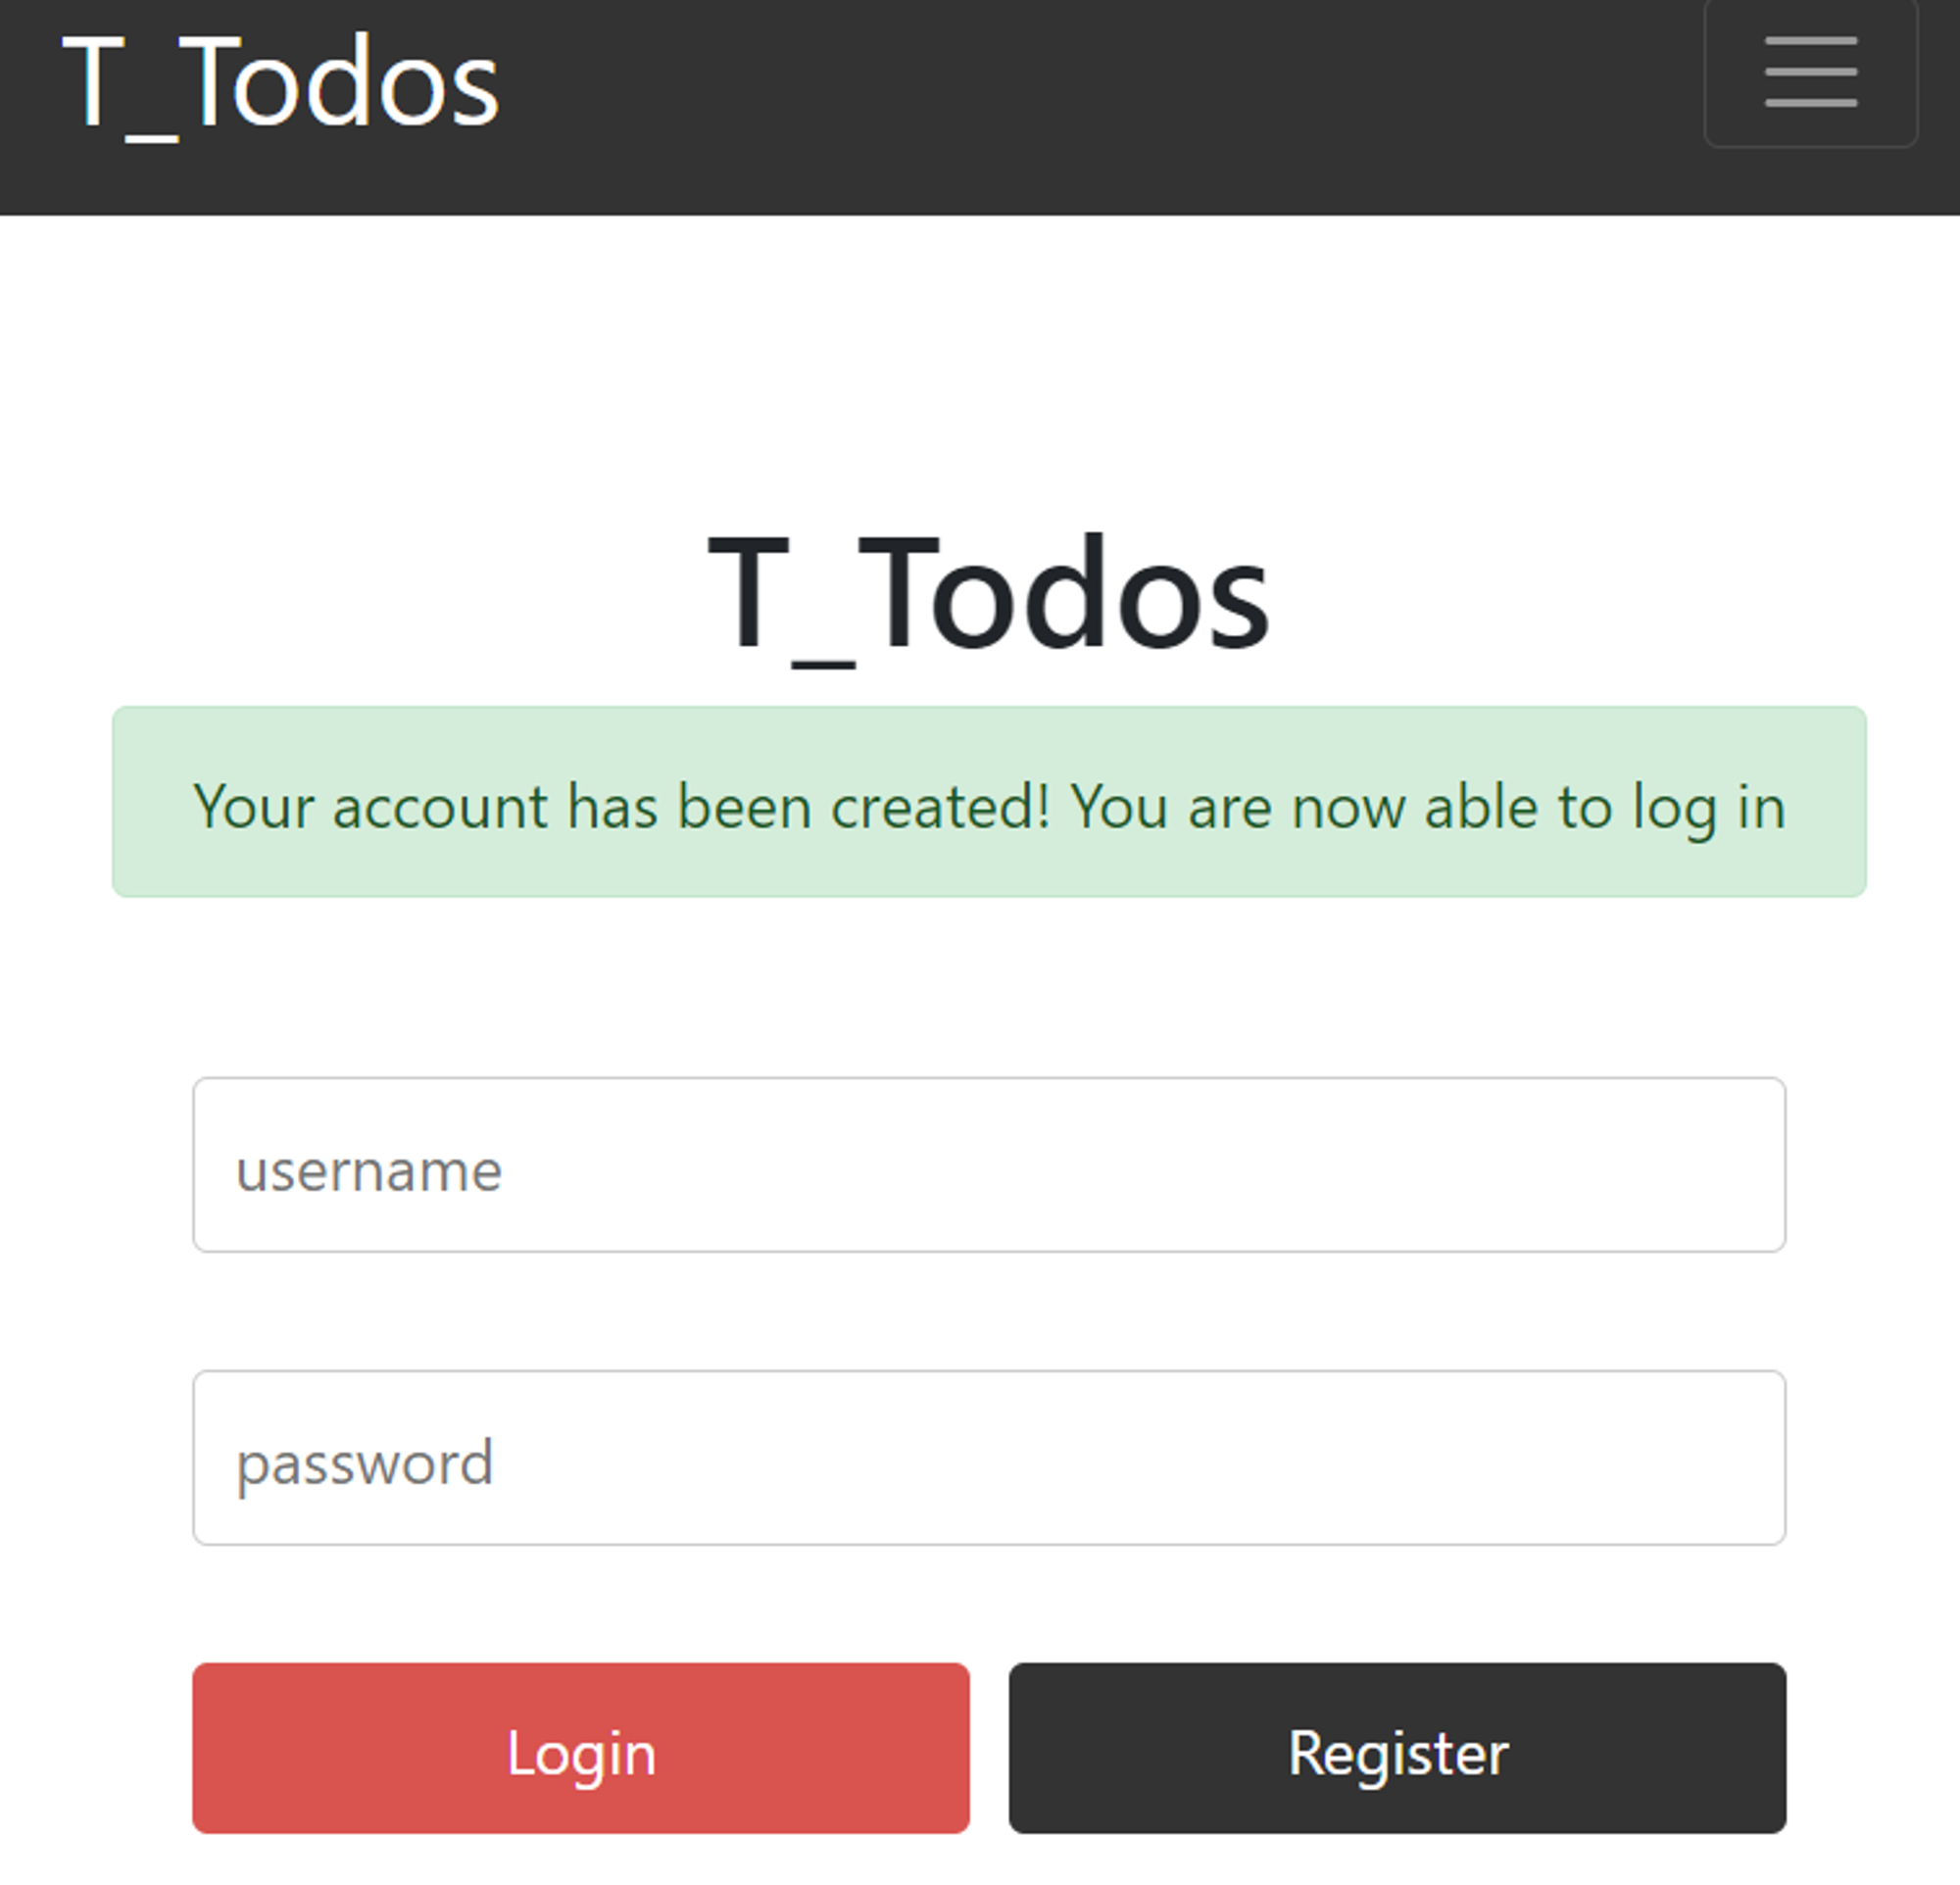 T_Todos
T_Todos
Your account has been created! You are now able to log in
username
password
Login
Register